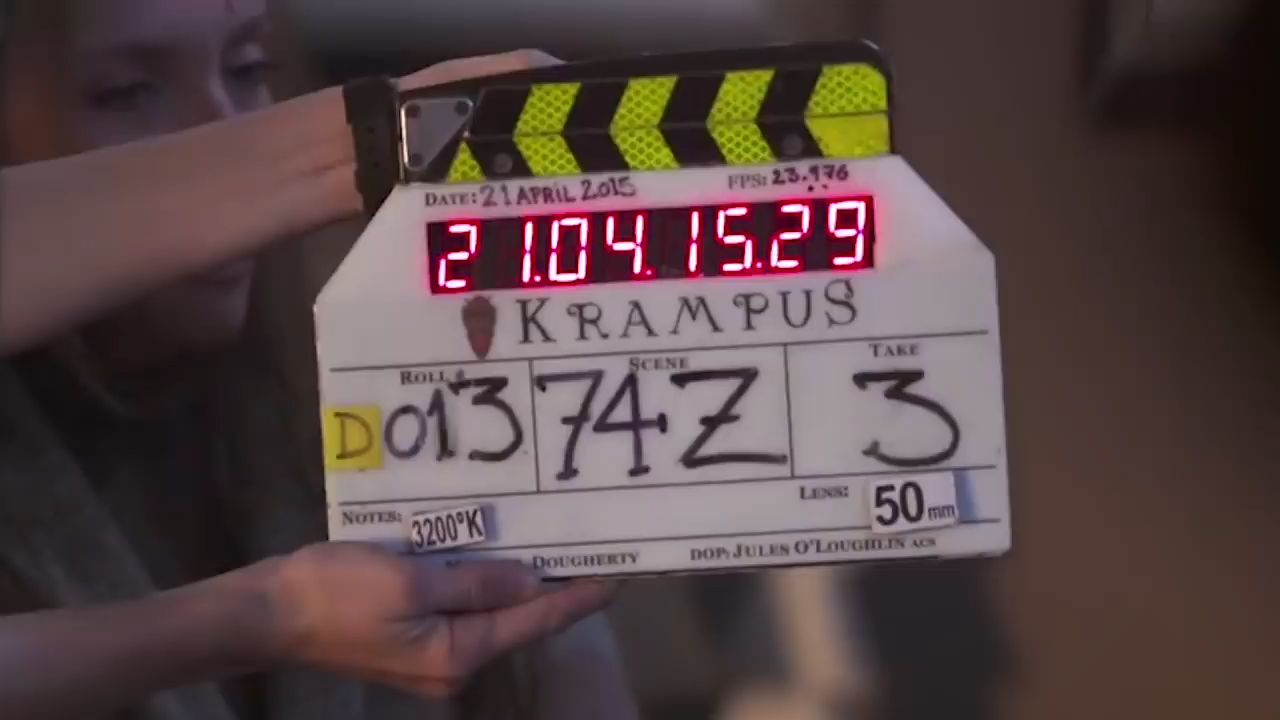 DATE: 21 APRIL 2015 FPS: 23.976
21.04.15.29
KRAMPUS
ROLL # SCENE TAKE
D 013 74Z 3
NOTES: 3200°K LENS: 50mm
DOUGHERTY DOP: JULES O'LOUGHLIN ACS